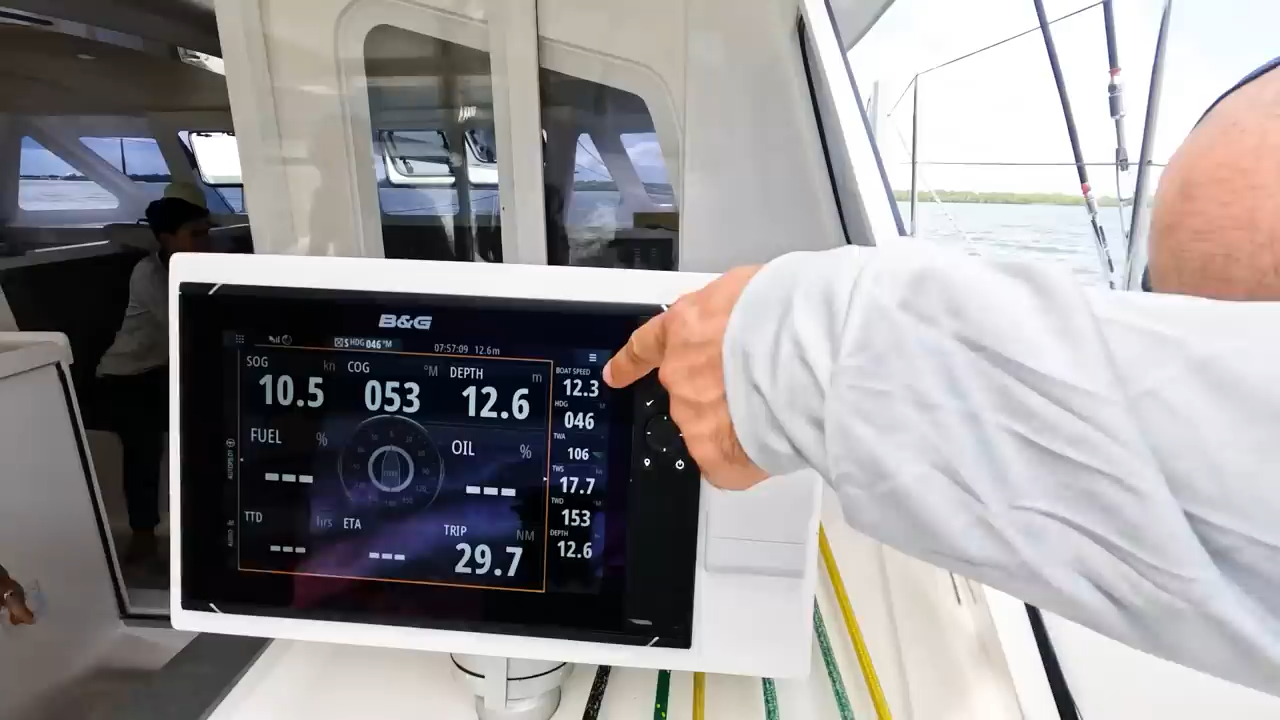 B&G
S HDG 046 °M
07:57:09 12.6m
SOG kn COG °M DEPTH m
10.5 053 12.6
FUEL % OIL %
--- ---
TTD hrs ETA TRIP NM
--- --- 29.7
BOAT SPEED
12.3
HDG
046
TWA
106
TWS
17.7
TWD
153
DEPTH
12.6
AUTOPILOT